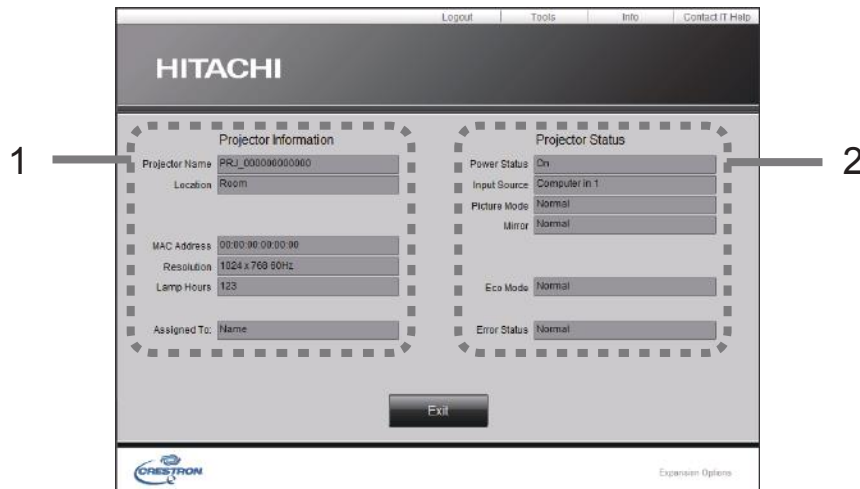 Logout Tools Info Contact IT Help
HITACHI
1
Projector Information
Projector Name PRJ_000000000000
Location Room
MAC Address 00:00:00:00:00:00
Resolution 1024 x 768 60Hz
Lamp Hours 123
Assigned To: Name
2
Projector Status
Power Status On
Input Source Computer in 1
Picture Mode Normal
Mirror Normal
Eco Mode Normal
Error Status Normal
Exit
CRESTRON
Expansion Options